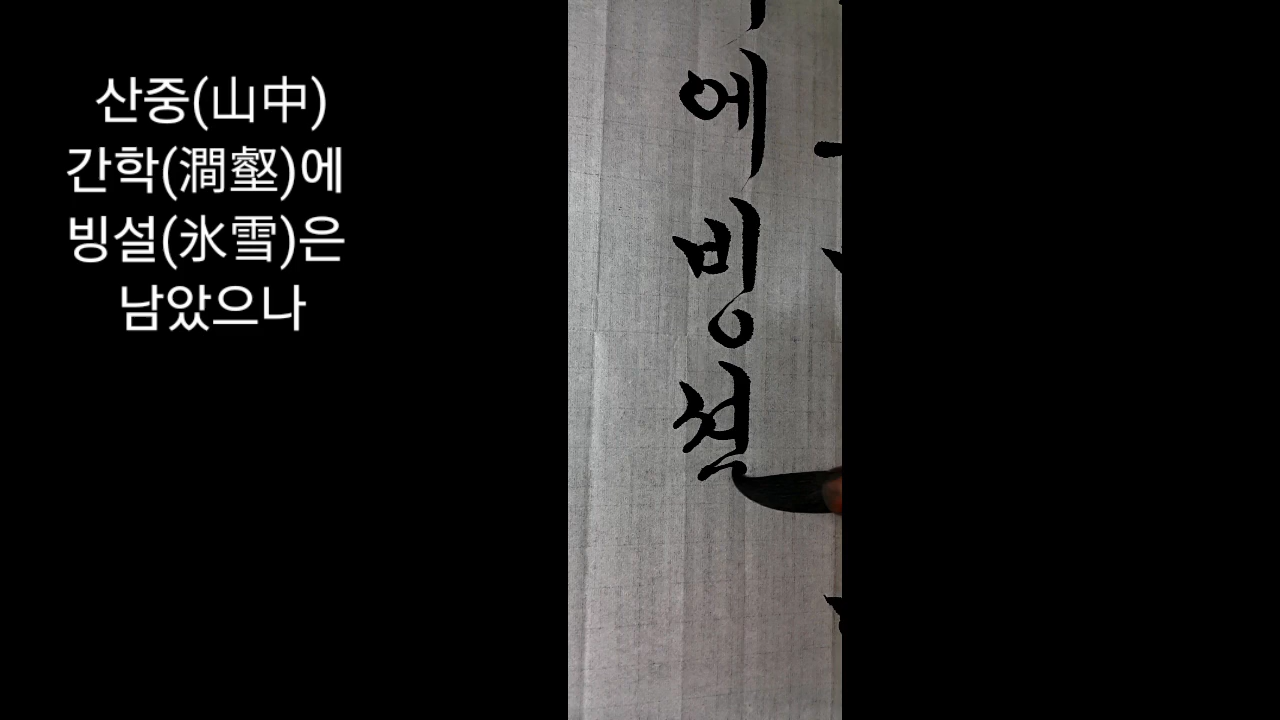 산중(山中)
간학(澗壑)에
빙설(氷雪)은
남았으나
에
빙
셜